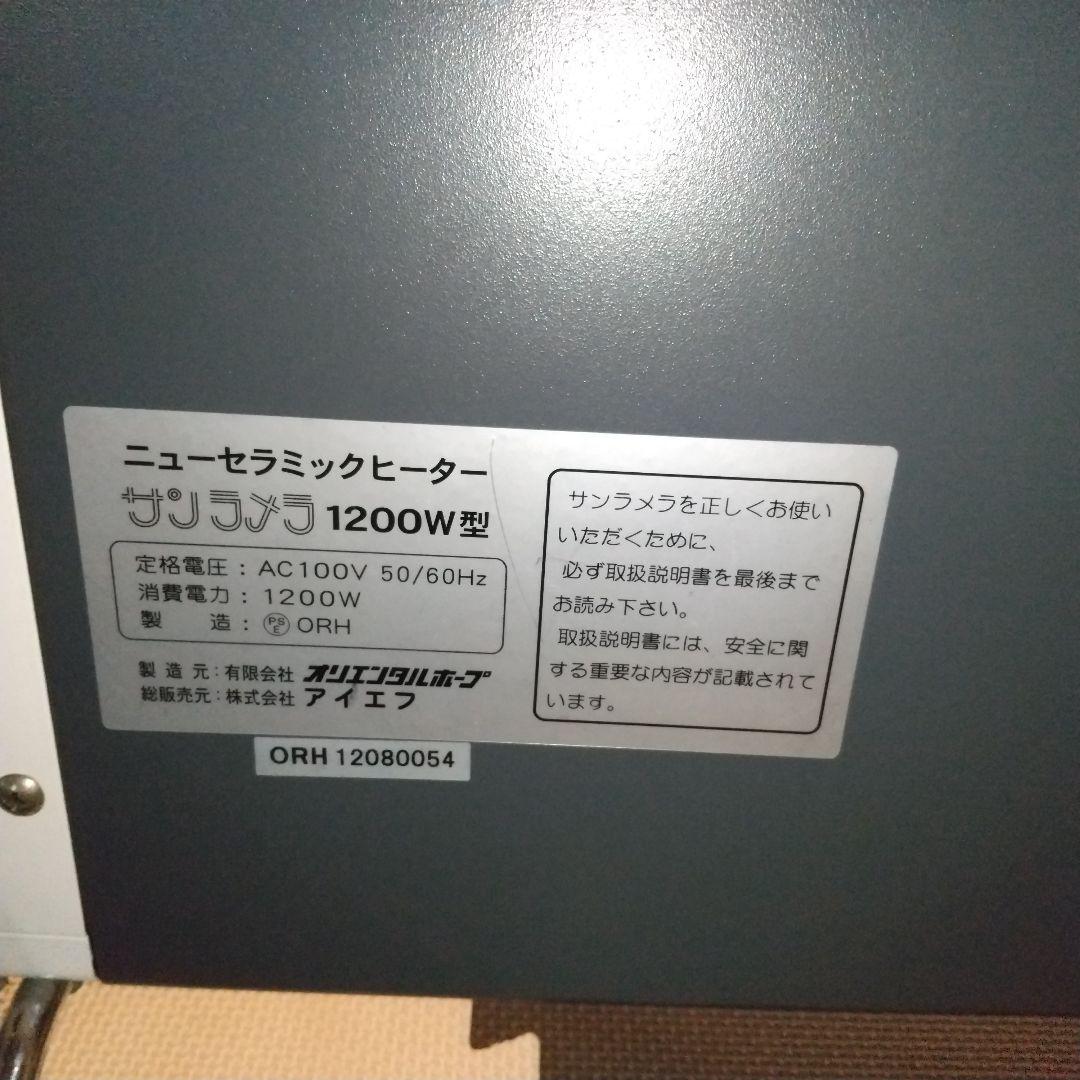 ニューセラミックヒーター
サンラメラ 1200W型
定格電圧：AC100V 50/60Hz
消費電力：1200W
製　　造：PSE ORH
製造元：有限会社 オリエンタルホープ
総販売元：株式会社 アイエフ
サンラメラを正しくお使い
いただくために、
必ず取扱説明書を最後まで
お読み下さい。
取扱説明書には、安全に関
する重要な内容が記載されて
います。
ORH 12080054